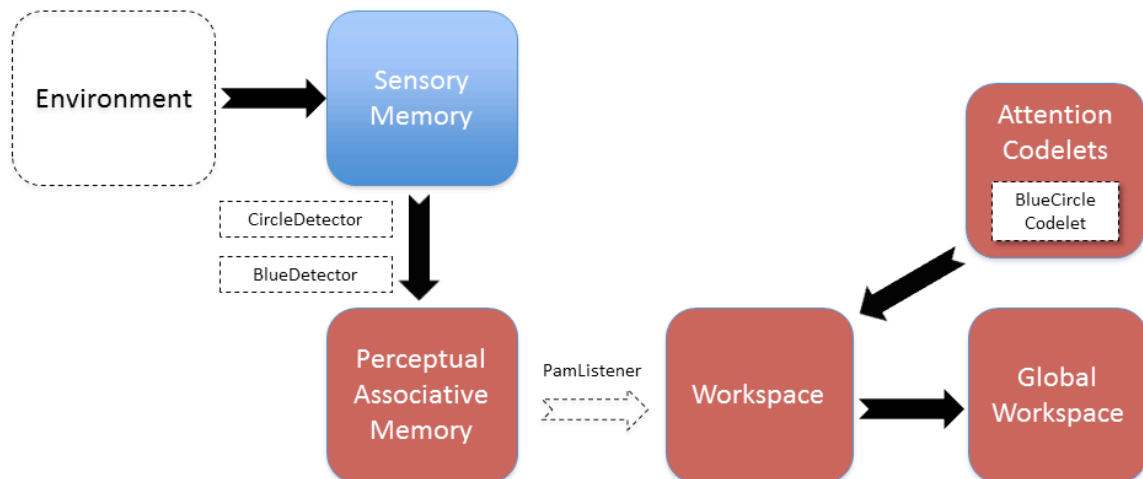 Environment
Sensory
Memory
Attention
Codelets
BlueCircle
Codelet
CircleDetector
BlueDetector
Perceptual
Associative
Memory
PamListener
Workspace
Global
Workspace